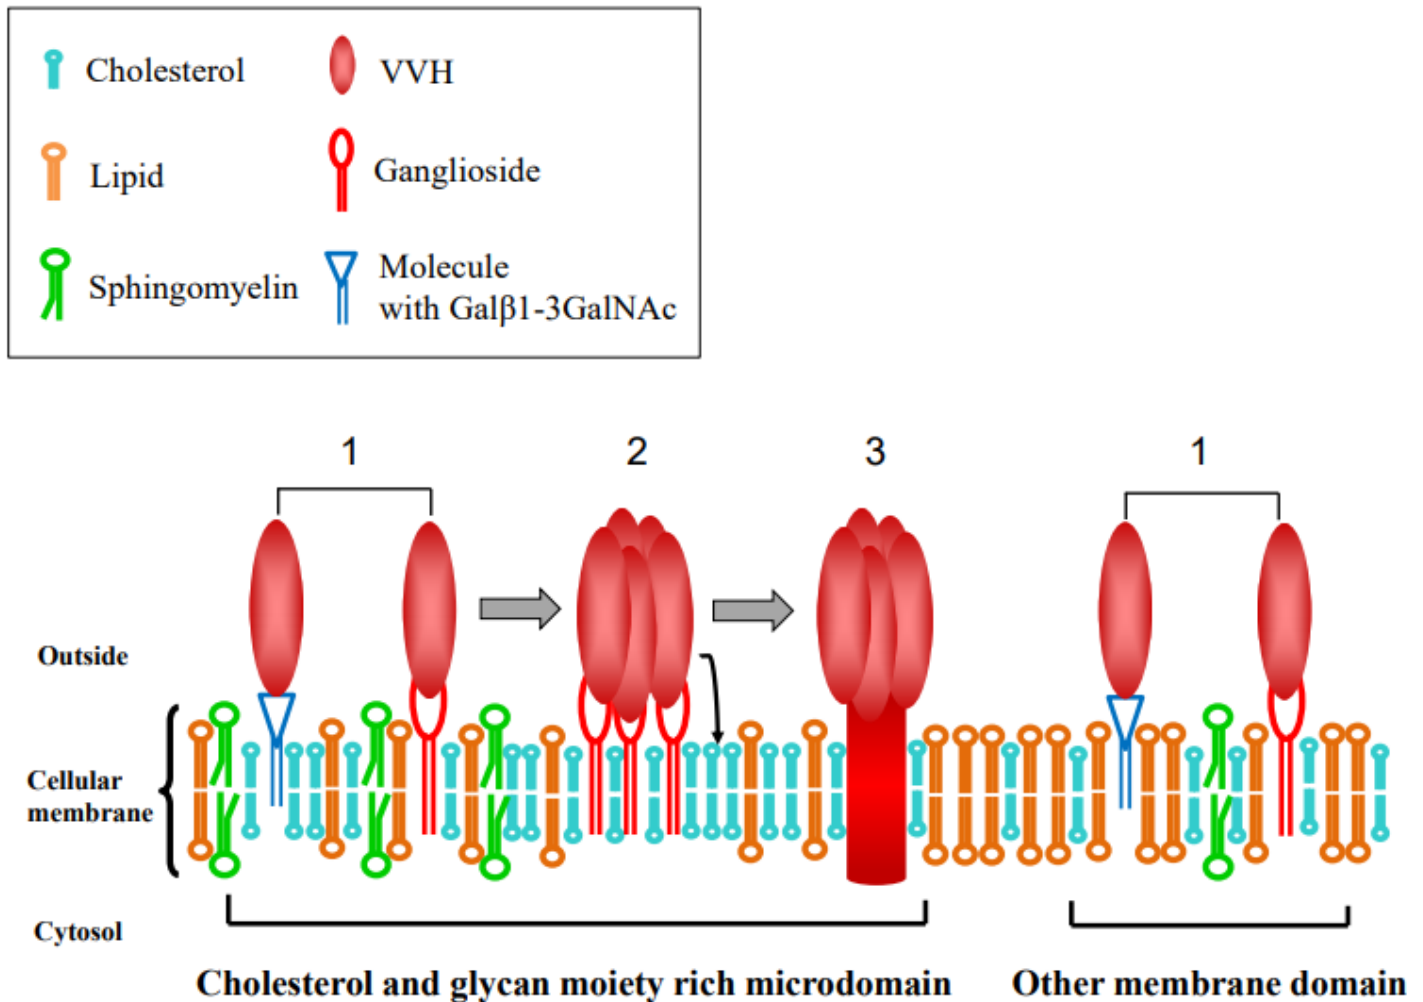 Cholesterol
VVH
Lipid
Ganglioside
Sphingomyelin
Molecule
with Galβ1-3GalNAc
1
2
3
1
Outside
Cellular
membrane
Cytosol
Cholesterol and glycan moiety rich microdomain
Other membrane domain